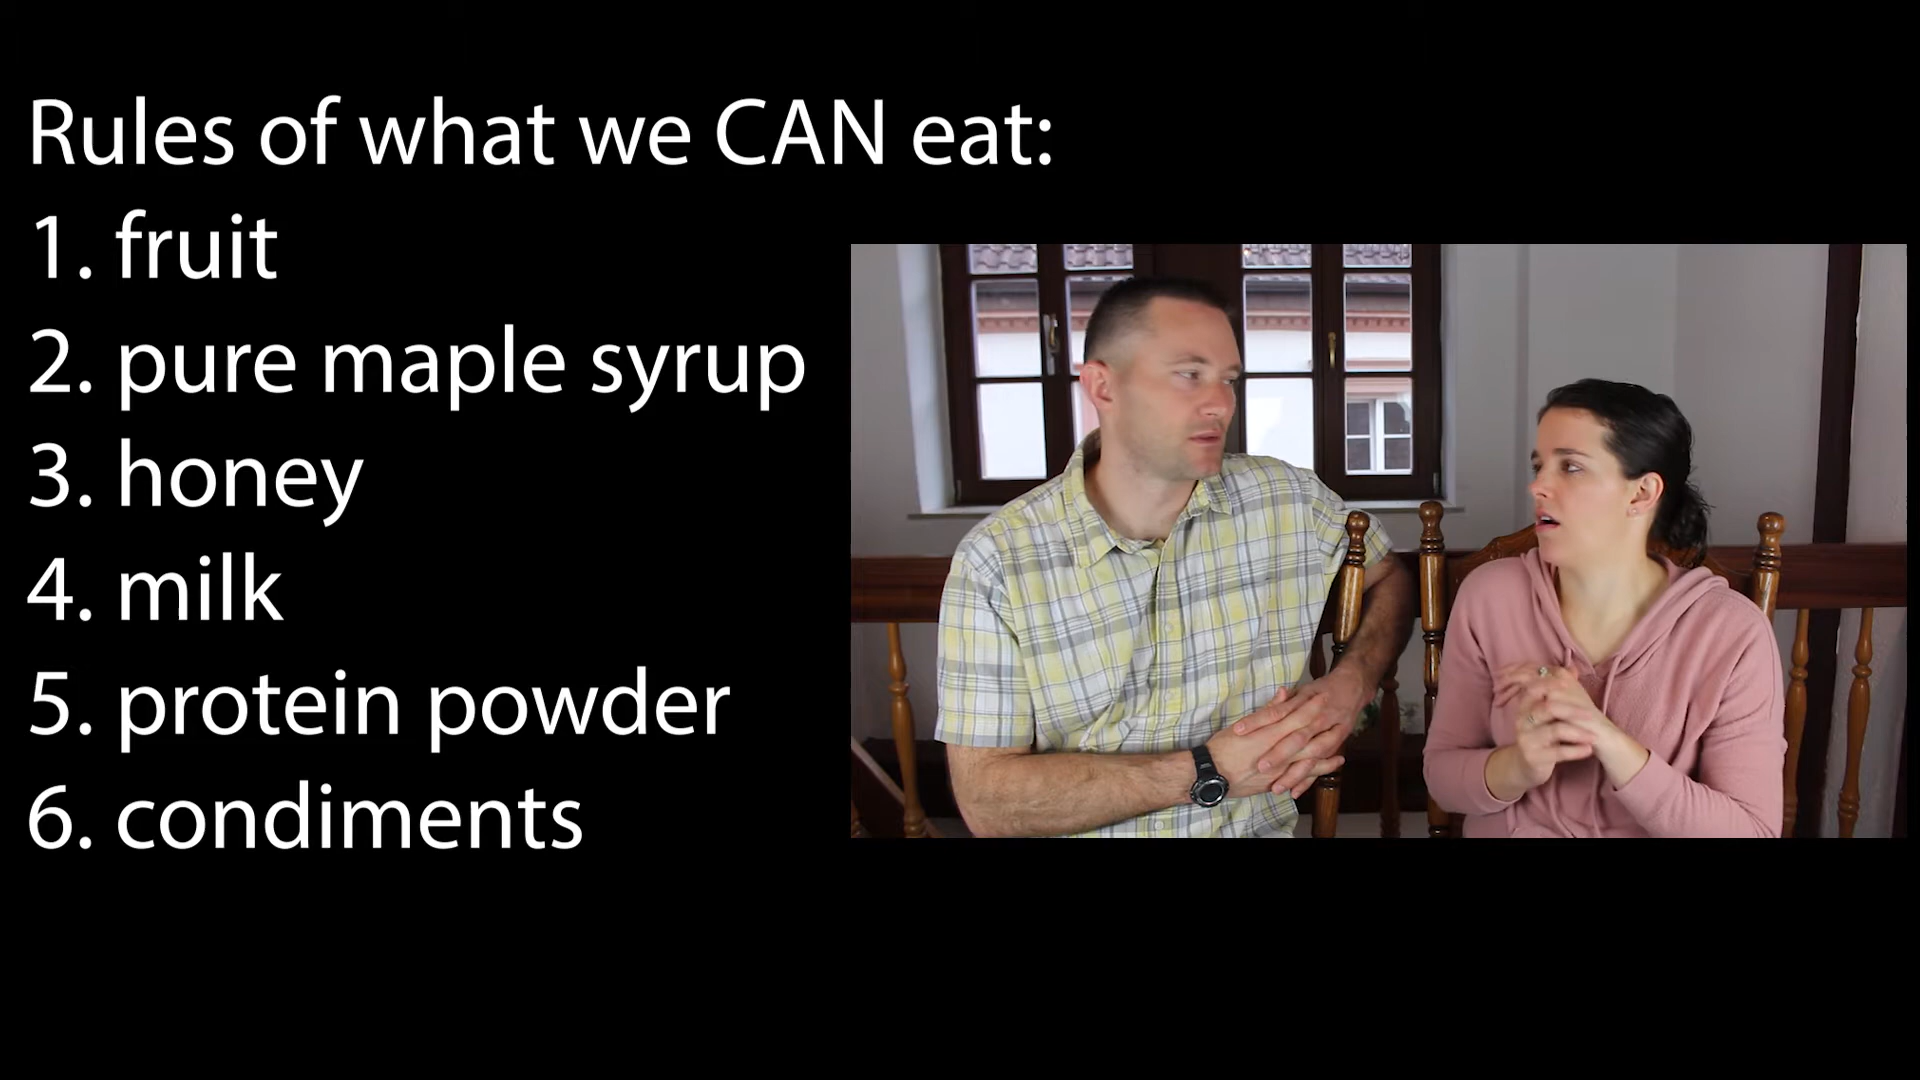 Rules of what we CAN eat:
1. fruit
2. pure maple syrup
3. honey
4. milk
5. protein powder
6. condiments